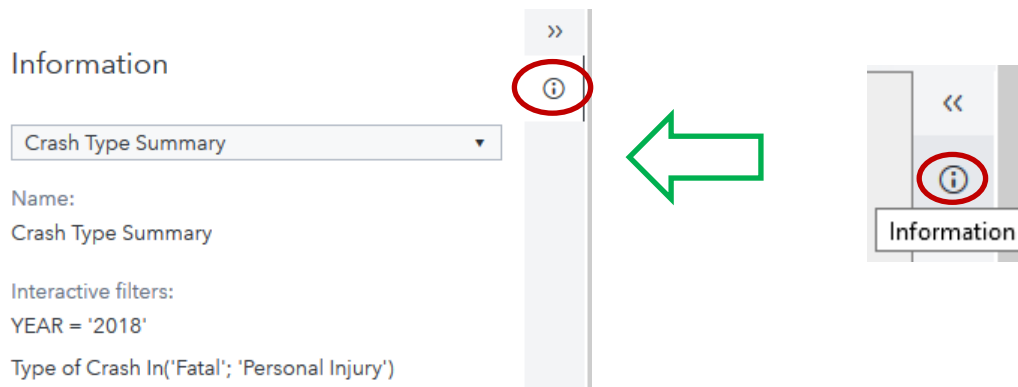 Information
»
Crash Type Summary
Name:
Crash Type Summary
Interactive filters:
YEAR = '2018'
Type of Crash In('Fatal'; 'Personal Injury')
«
Information